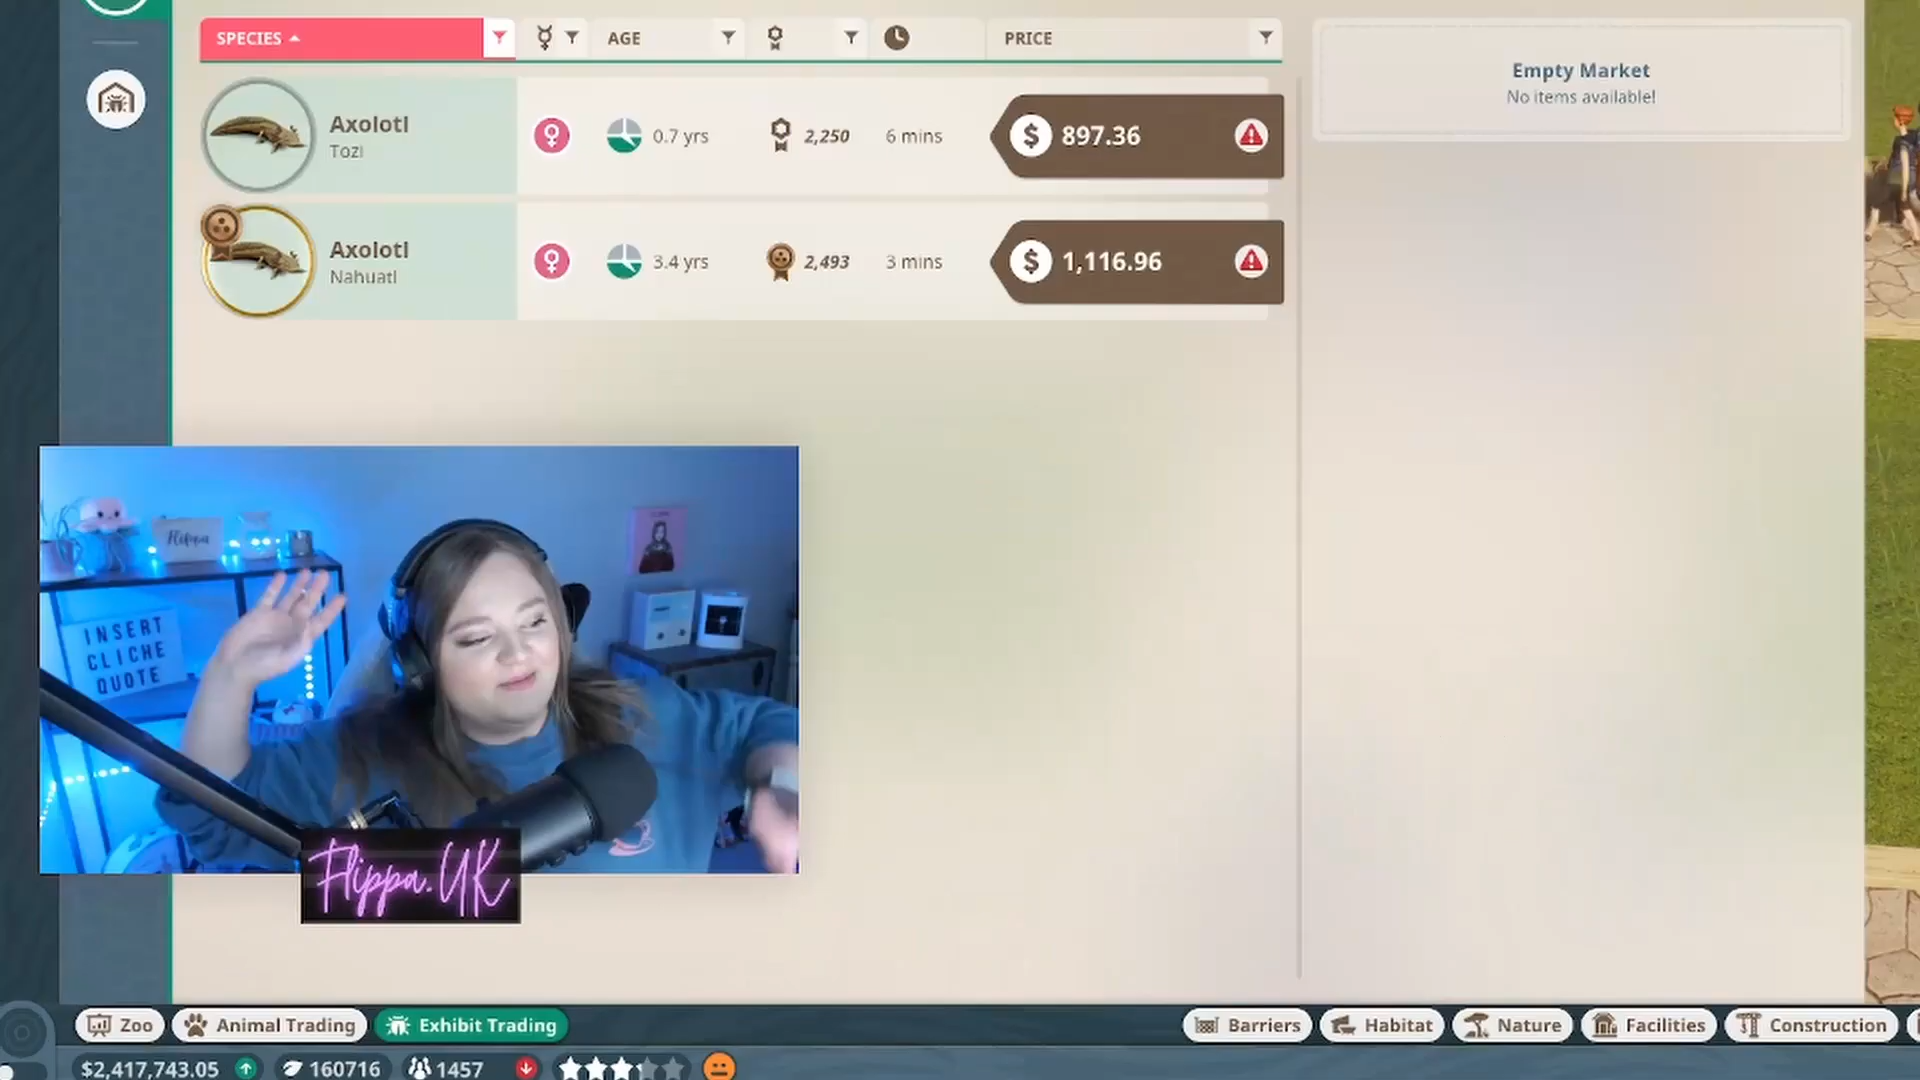 SPECIES AGE PRICE
Axolotl
Tozi
0.7 yrs 2,250 6 mins $ 897.36
Axolotl
Nahuatl
3.4 yrs 2,493 3 mins $ 1,116.96
Empty Market
No items available!
Flippa
INSERT
CLICHE
QUOTE
Flippa.UK
Zoo Animal Trading Exhibit Trading Barriers Habitat Nature Facilities Construction
$2,417,743.05 160716 1457